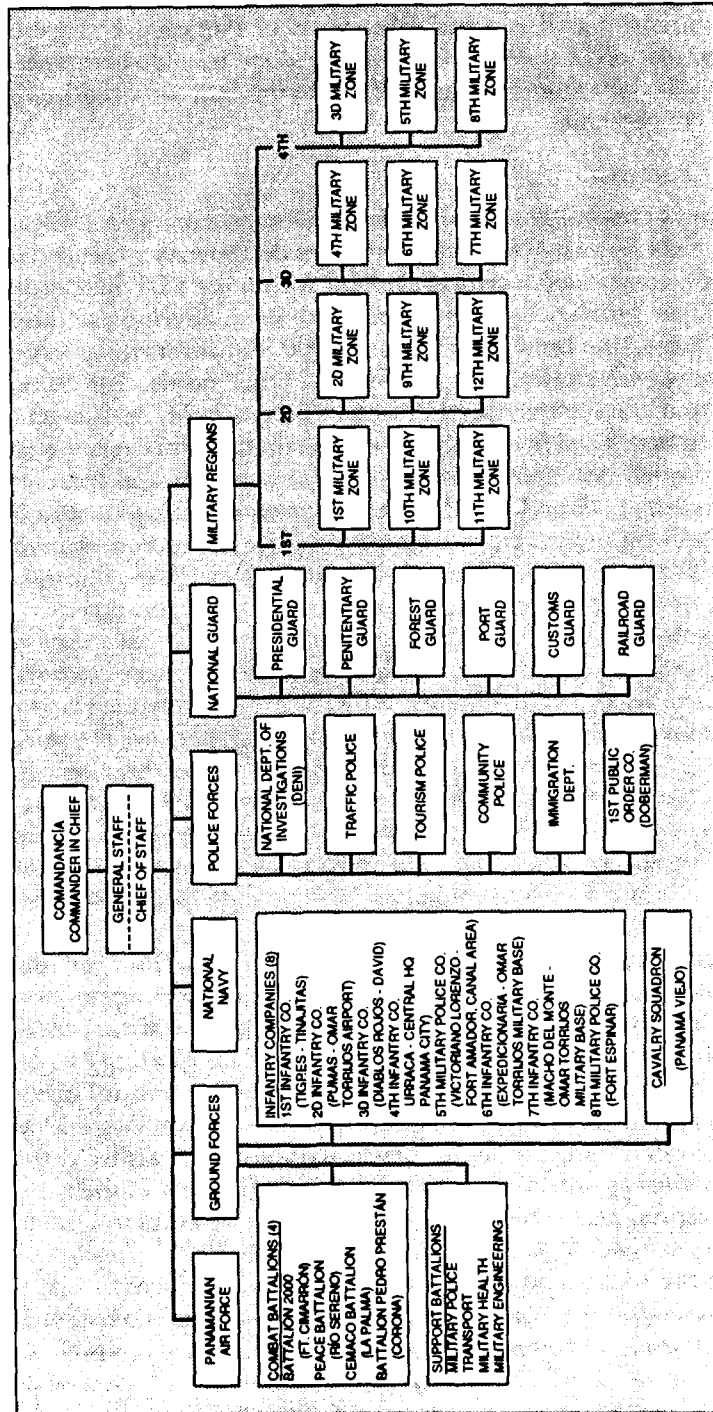 COMANDANCÍA
COMMANDER IN CHIEF
GENERAL STAFF
CHIEF OF STAFF
PANAMANIAN
AIR FORCE
GROUND FORCES
NATIONAL
NAVY
POLICE FORCES
NATIONAL GUARD
MILITARY REGIONS
COMBAT BATTALIONS (4)
BATTALION 2000
(FT CIMARRÓN)
PEACE BATTALION
(RÍO SERENO)
CEMACO BATTALION
(LA PALMA)
BATTALION PEDRO PRESTÁN
(CORONA)
SUPPORT BATTALIONS
MILITARY POLICE
TRANSPORT
MILITARY HEALTH
MILITARY ENGINEERING
INFANTRY COMPANIES (8)
1ST INFANTRY CO.
(TIGRES - TINAJITAS)
2D INFANTRY CO.
(PUMAS - OMAR
TORRIJOS AIRPORT)
3D INFANTRY CO.
(DIABLOS ROJOS - DAVID)
4TH INFANTRY CO.
URRACA - CENTRAL HQ
PANAMA CITY)
5TH MILITARY POLICE CO.
(VICTORIANO LORENZO -
FORT AMADOR, CANAL AREA)
6TH INFANTRY CO.
(EXPEDICIONARIA - OMAR
TORRIJOS MILITARY BASE)
7TH INFANTRY CO.
(MACHO DEL MONTE -
OMAR TORRIJOS
MILITARY BASE)
8TH MILITARY POLICE CO.
(FORT ESPINAR)
CAVALRY SQUADRON
(PANAMÁ VIEJO)
NATIONAL DEPT. OF
INVESTIGATIONS
(DENI)
TRAFFIC POLICE
TOURISM POLICE
COMMUNITY
POLICE
IMMIGRATION
DEPT.
1ST PUBLIC
ORDER CO.
(DOBERMAN)
PRESIDENTIAL
GUARD
PENITENTIARY
GUARD
FOREST
GUARD
PORT
GUARD
CUSTOMS
GUARD
RAILROAD
GUARD
1ST
1ST MILITARY
ZONE
10TH MILITARY
ZONE
11TH MILITARY
ZONE
2D
2D MILITARY
ZONE
9TH MILITARY
ZONE
12TH MILITARY
ZONE
3D
4TH MILITARY
ZONE
6TH MILITARY
ZONE
7TH MILITARY
ZONE
4TH
3D MILITARY
ZONE
5TH MILITARY
ZONE
8TH MILITARY
ZONE